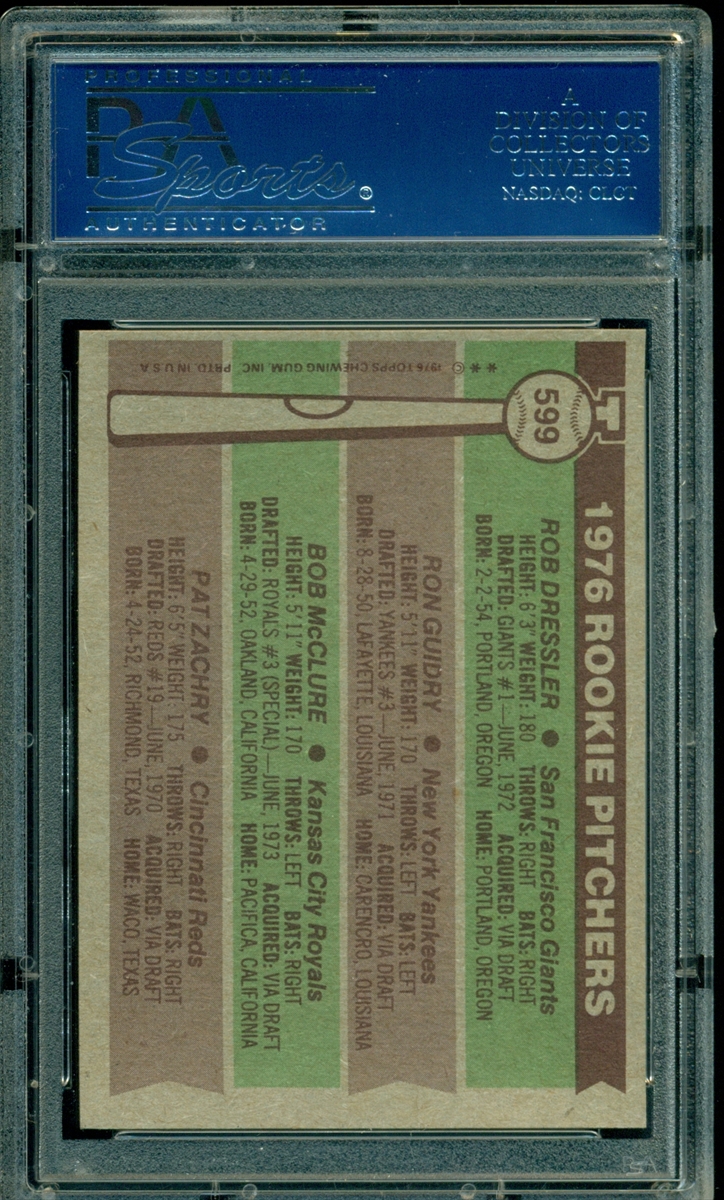 PROFESSIONAL
PSA
Sports®
AUTHENTICATOR
A
DIVISION OF
COLLECTORS
UNIVERSE
NASDAQ: CLCT
599
T
1976 ROOKIE PITCHERS
ROB DRESSLER ● San Francisco Giants
HEIGHT: 6'3" WEIGHT: 180 THROWS: RIGHT BATS: RIGHT
DRAFTED: GIANTS #1—JUNE, 1972 ACQUIRED: VIA DRAFT
BORN: 2-2-54, PORTLAND, OREGON HOME: PORTLAND, OREGON
RON GUIDRY ● New York Yankees
HEIGHT: 5'11" WEIGHT: 170 THROWS: LEFT BATS: LEFT
DRAFTED: YANKEES #3—JUNE, 1971 ACQUIRED: VIA DRAFT
BORN: 8-28-50, LAFAYETTE, LOUISIANA HOME: CARENCRO, LOUISIANA
BOB McCLURE ● Kansas City Royals
HEIGHT: 5'11" WEIGHT: 170 THROWS: LEFT BATS: RIGHT
DRAFTED: ROYALS #3 (SPECIAL)—JUNE, 1973 ACQUIRED: VIA DRAFT
BORN: 4-29-52, OAKLAND, CALIFORNIA HOME: PACIFICA, CALIFORNIA
PAT ZACHRY ● Cincinnati Reds
HEIGHT: 6'5" WEIGHT: 175 THROWS: RIGHT BATS: RIGHT
DRAFTED: REDS #19—JUNE, 1970 ACQUIRED: VIA DRAFT
BORN: 4-24-52, RICHMOND, TEXAS HOME: WACO, TEXAS
** © 1976 TOPPS CHEWING GUM, INC. PRTD. IN U.S.A.